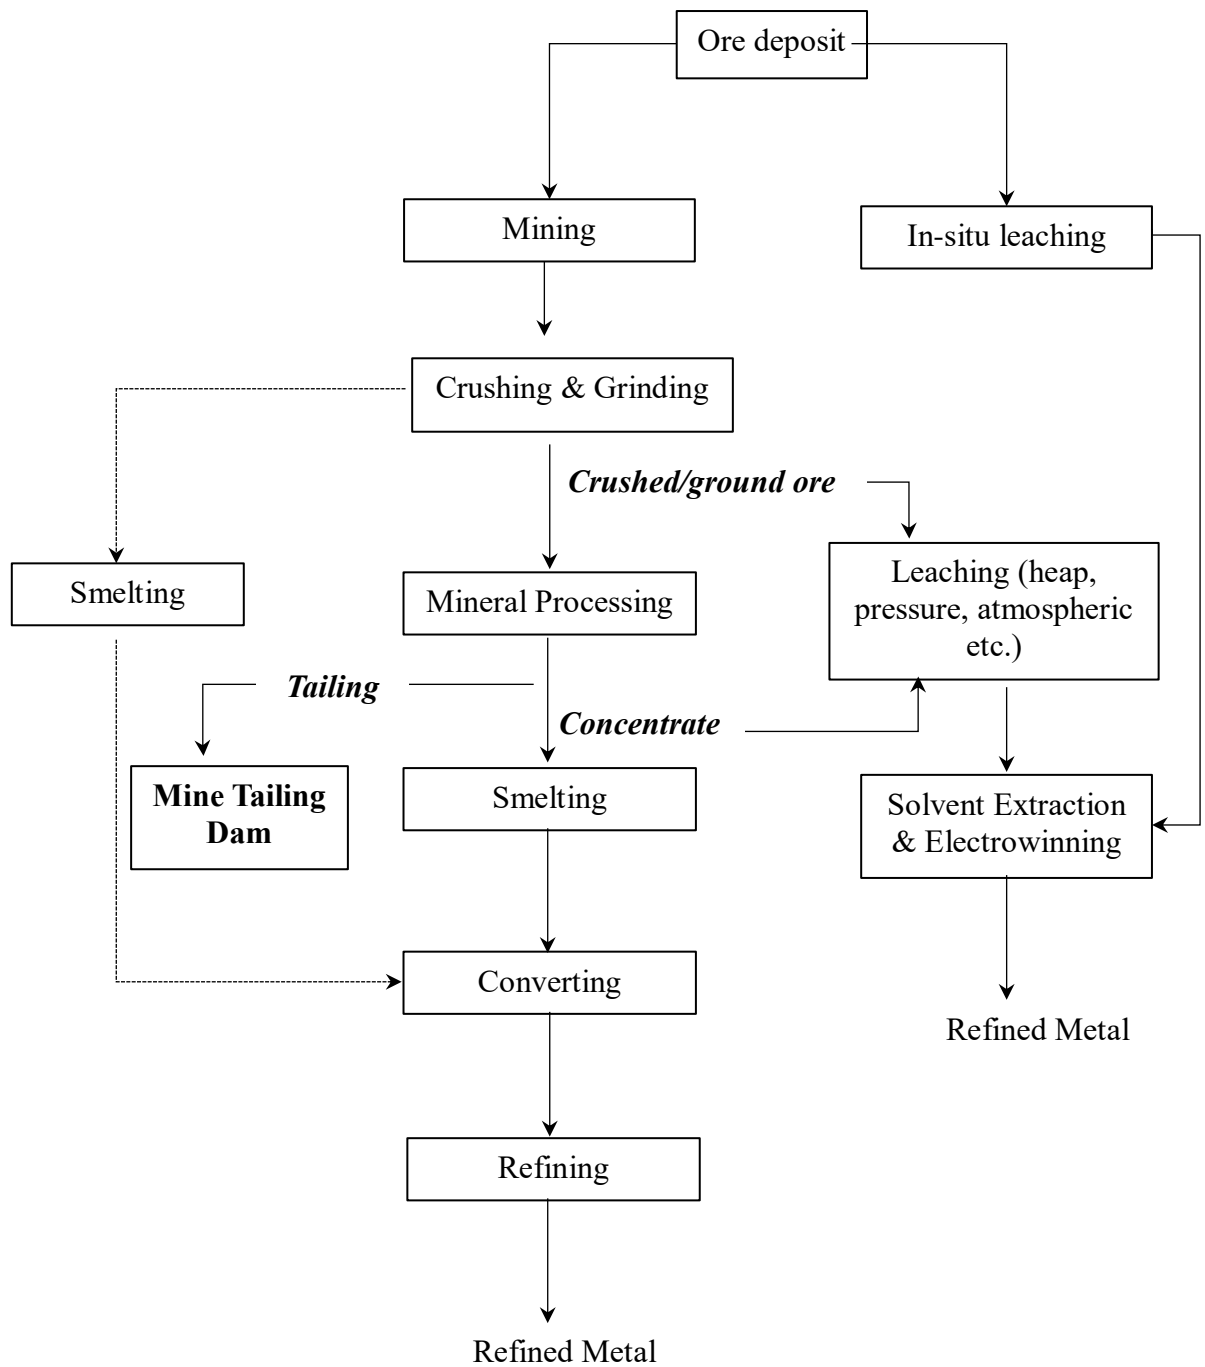 Ore deposit
Mining
In-situ leaching
Crushing & Grinding
Crushed/ground ore
Smelting
Mineral Processing
Leaching (heap,
pressure, atmospheric
etc.)
Tailing
Concentrate
Mine Tailing
Dam
Smelting
Solvent Extraction
& Electrowinning
Converting
Refined Metal
Refining
Refined Metal